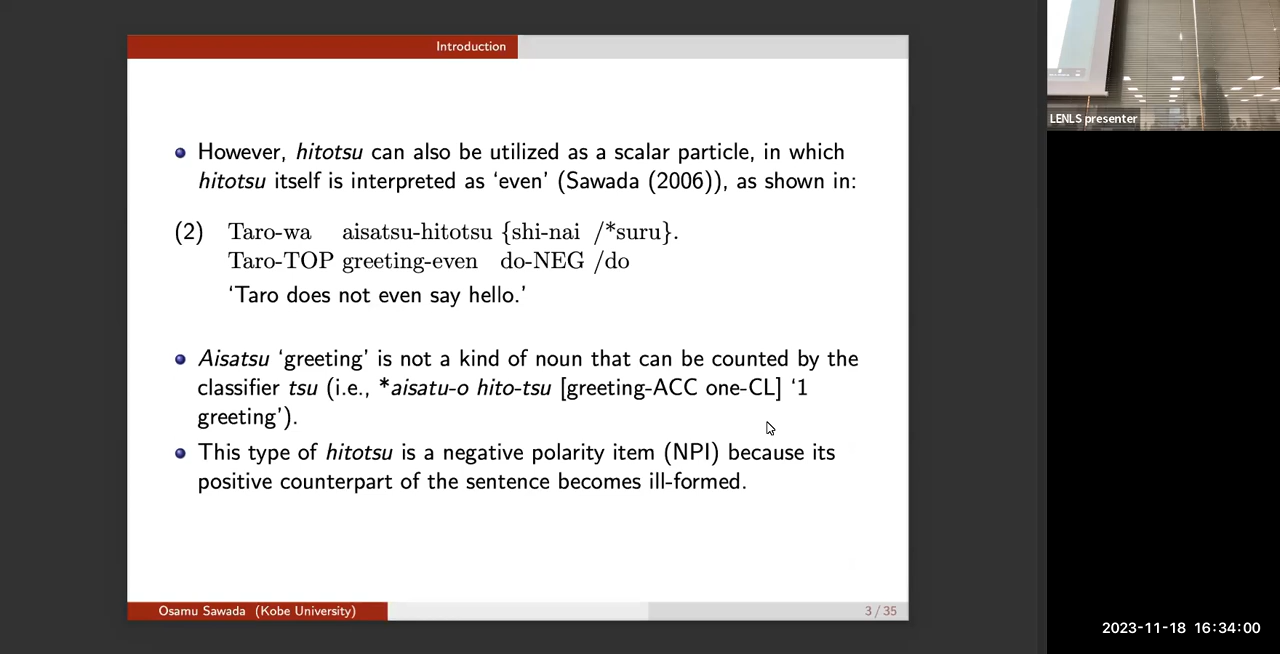 Introduction
However, hitotsu can also be utilized as a scalar particle, in which
hitotsu itself is interpreted as ‘even’ (Sawada (2006)), as shown in:
(2) Taro-wa aisatsu-hitotsu {shi-nai /*suru}.
Taro-TOP greeting-even do-NEG /do
‘Taro does not even say hello.’
Aisatsu ‘greeting’ is not a kind of noun that can be counted by the
classifier tsu (i.e., *aisatu-o hito-tsu [greeting-ACC one-CL] ‘1
greeting’).
This type of hitotsu is a negative polarity item (NPI) because its
positive counterpart of the sentence becomes ill-formed.
Osamu Sawada (Kobe University)
3 / 35
LENLS presenter
2023-11-18 16:34:00